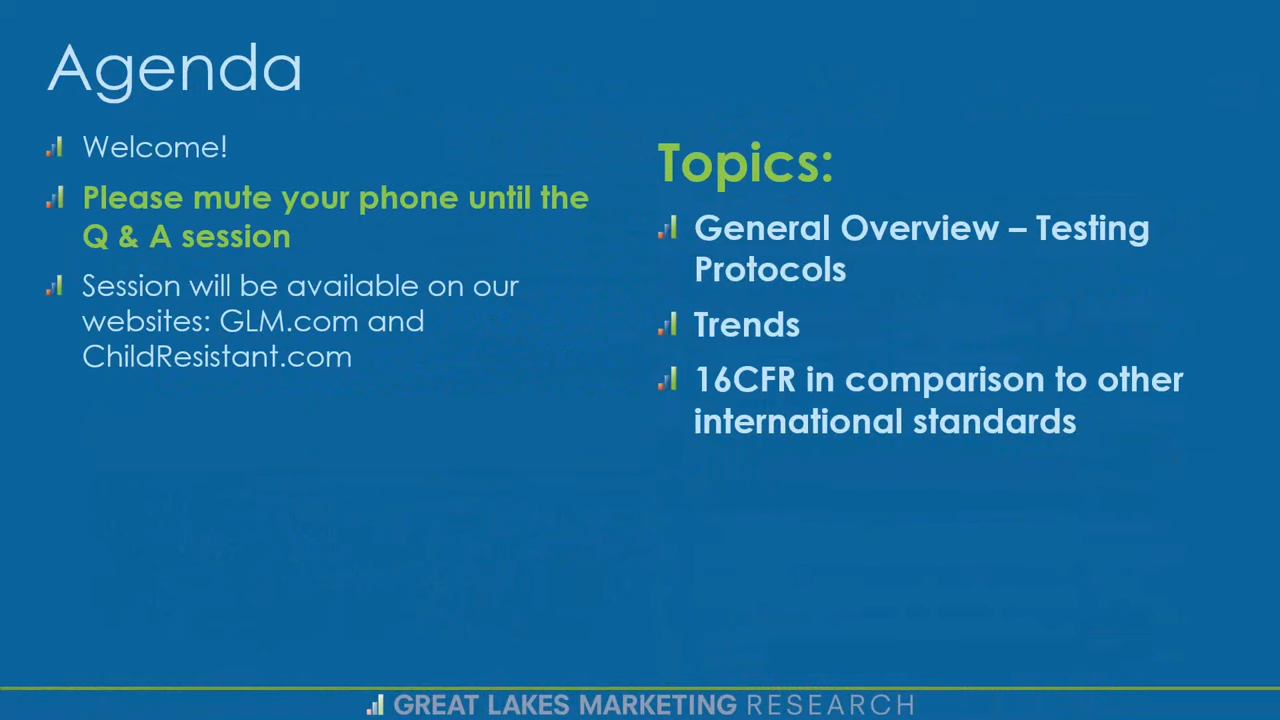 Agenda
Welcome!
Please mute your phone until the
Q & A session
Session will be available on our
websites: GLM.com and
ChildResistant.com
Topics:
General Overview – Testing
Protocols
Trends
16CFR in comparison to other
international standards
GREAT LAKES MARKETING RESEARCH